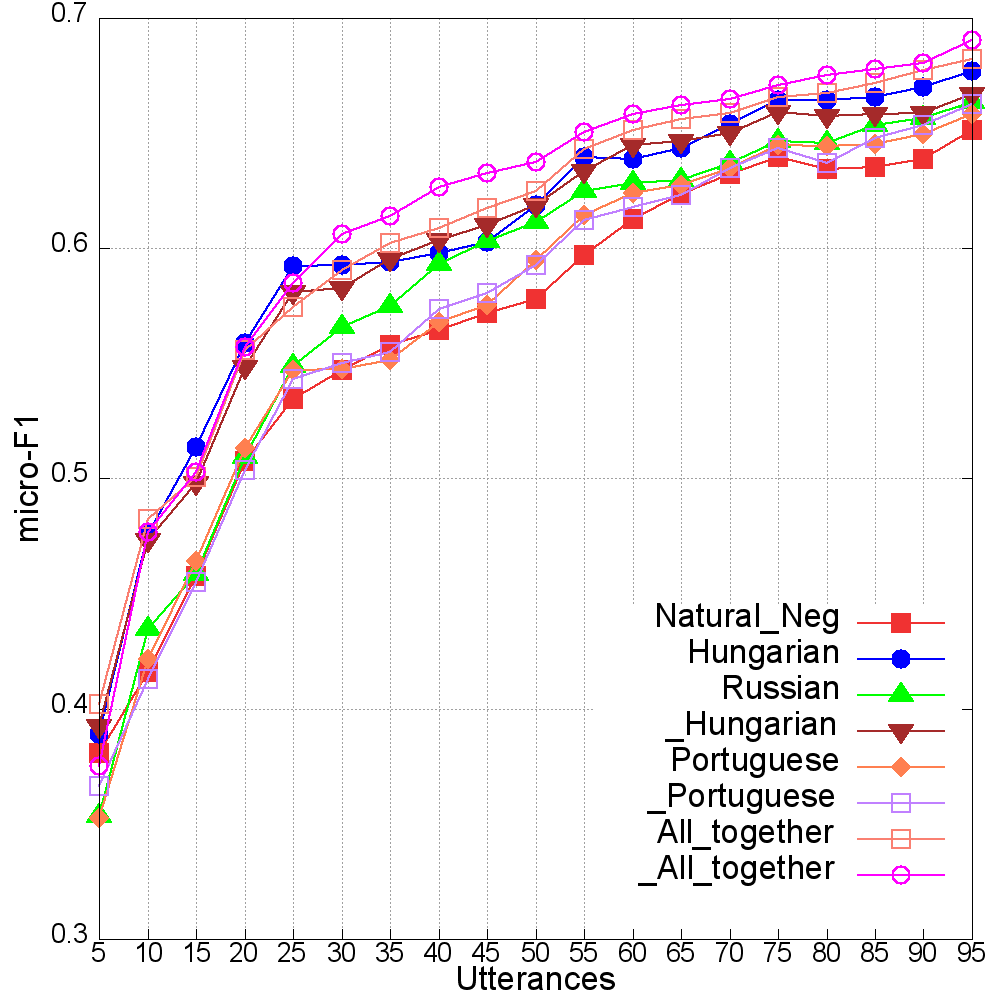 0.7
0.6
0.5
0.4
0.3
micro-F1
Natural_Neg
Hungarian
Russian
_Hungarian
Portuguese
_Portuguese
All_together
_All_together
5 10 15 20 25 30 35 40 45 50 55 60 65 70 75 80 85 90 95
Utterances